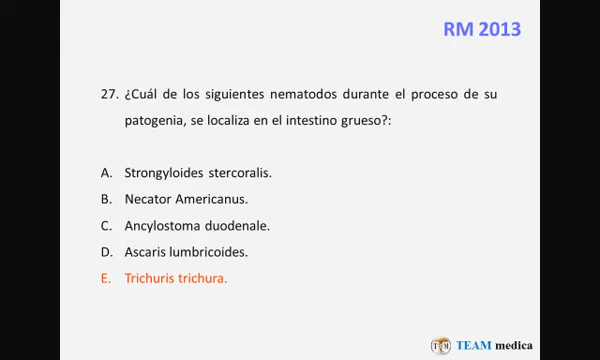 RM 2013
27. ¿Cuál de los siguientes nematodos durante el proceso de su
patogenia, se localiza en el intestino grueso?:
A. Strongyloides stercoralis.
B. Necator Americanus.
C. Ancylostoma duodenale.
D. Ascaris lumbricoides.
E. Trichuris trichura.
TEAM medica